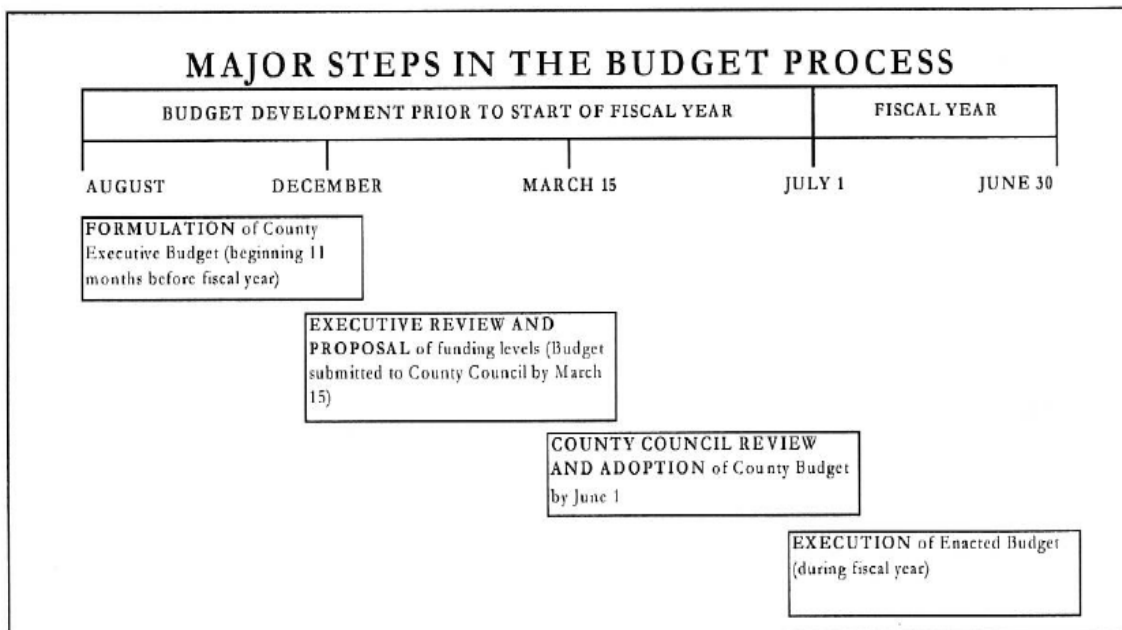 MAJOR STEPS IN THE BUDGET PROCESS
BUDGET DEVELOPMENT PRIOR TO START OF FISCAL YEAR
FISCAL YEAR
AUGUST
DECEMBER
MARCH 15
JULY 1
JUNE 30
FORMULATION of County
Executive Budget (beginning 11
months before fiscal year)
EXECUTIVE REVIEW AND
PROPOSAL of funding levels (Budget
submitted to County Council by March
15)
COUNTY COUNCIL REVIEW
AND ADOPTION of County Budget
by June 1
EXECUTION of Enacted Budget
(during fiscal year)